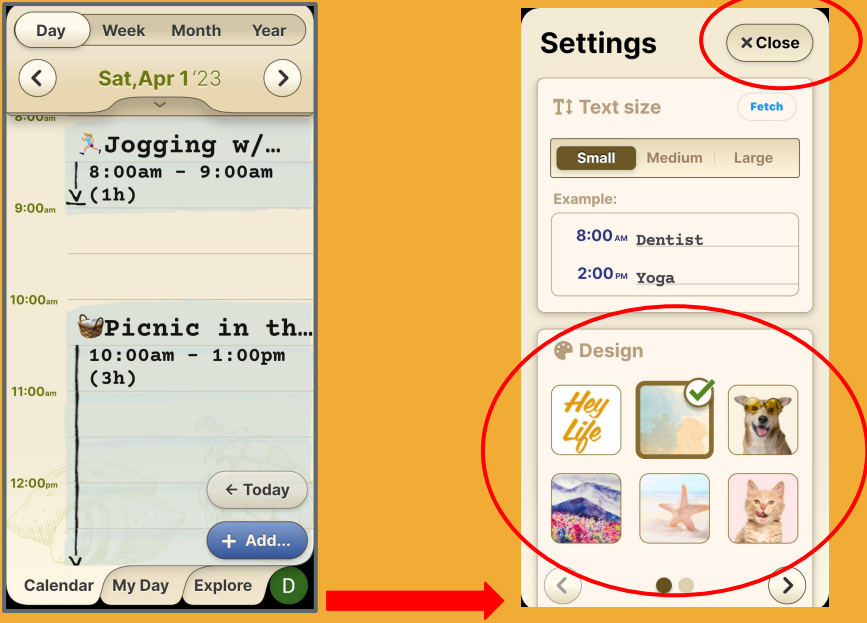 Day Week Month Year
Sat,Apr 1 '23
8:00am
🏃Jogging w/…
8:00am - 9:00am
(1h)
9:00am
10:00am
🧺Picnic in th…
10:00am - 1:00pm
(3h)
11:00am
12:00pm
← Today
+ Add...
Calendar My Day Explore D
Settings
× Close
Text size
Fetch
Small Medium Large
Example:
8:00 AM Dentist
2:00 PM Yoga
Design
Hey
Life